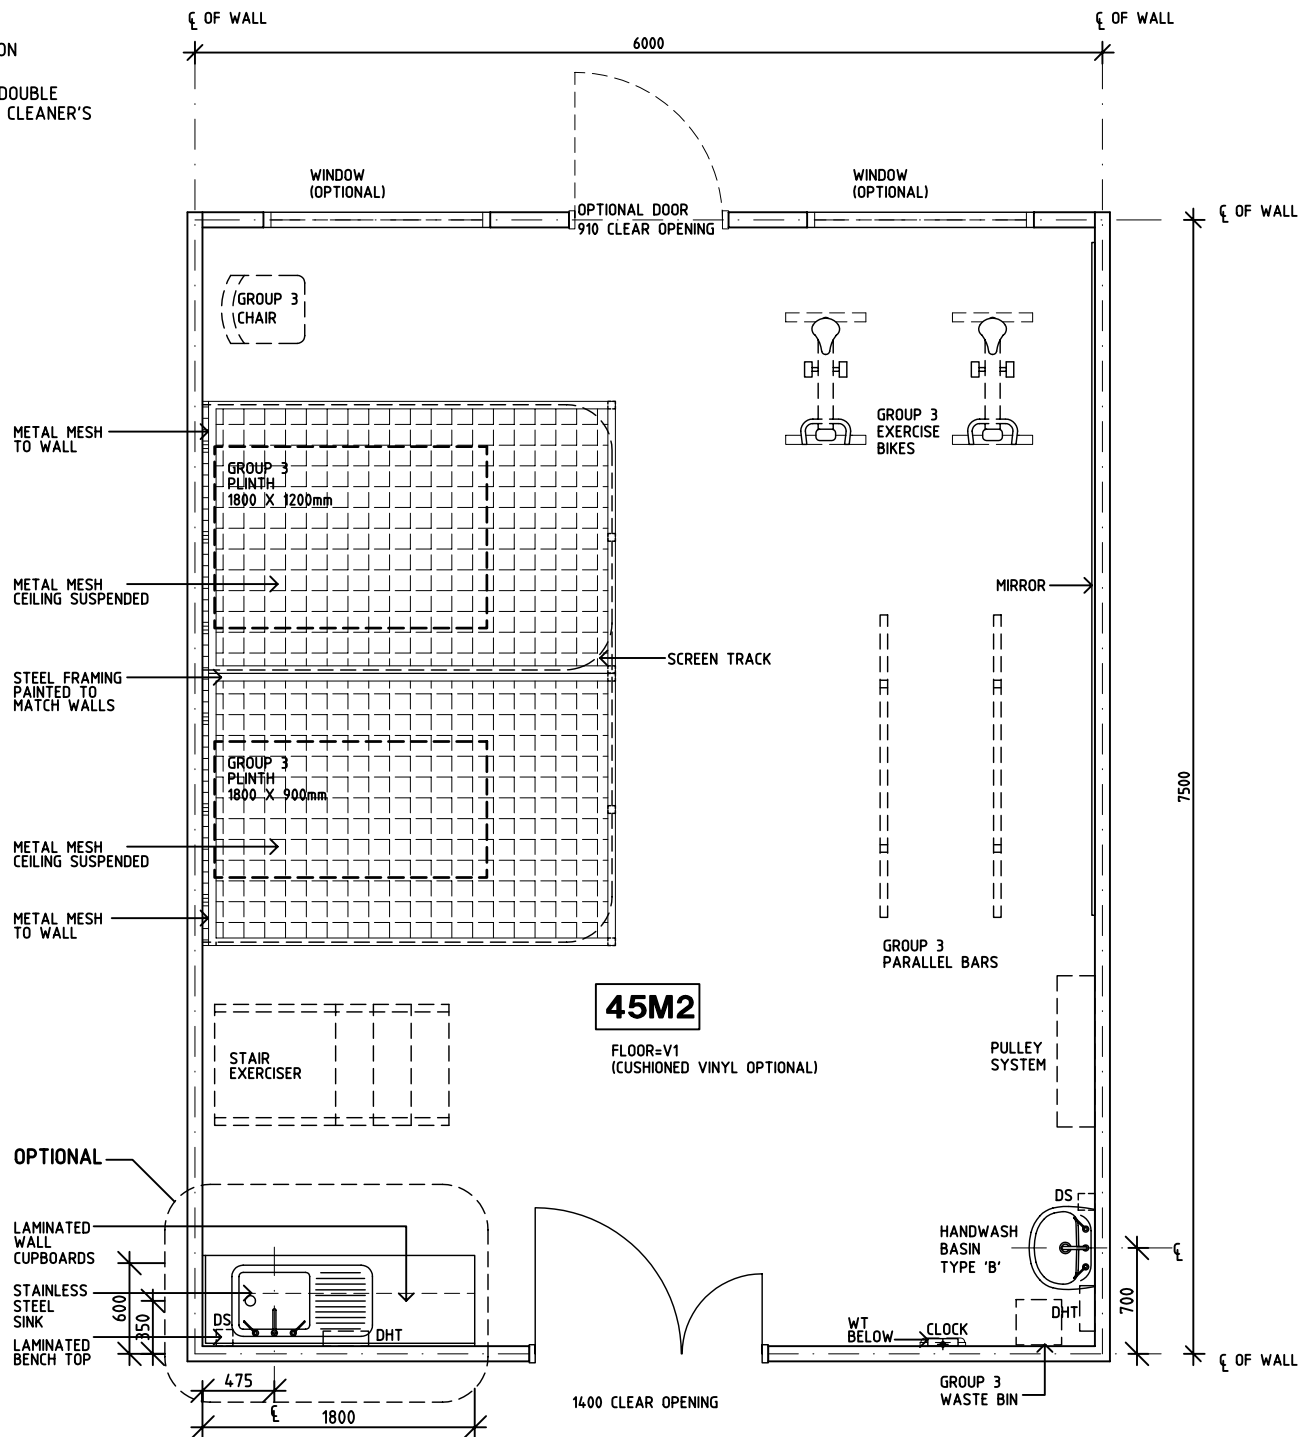 ℄ OF WALL
℄ OF WALL
ON
6000
DOUBLE
CLEANER'S
WINDOW
(OPTIONAL)
WINDOW
(OPTIONAL)
OPTIONAL DOOR
910 CLEAR OPENING
℄ OF WALL
GROUP 3
CHAIR
METAL MESH
TO WALL
GROUP 3
EXERCISE
BIKES
GROUP 3
PLINTH
1800 X 1200mm
METAL MESH
CEILING SUSPENDED
MIRROR
SCREEN TRACK
STEEL FRAMING
PAINTED TO
MATCH WALLS
GROUP 3
PLINTH
1800 X 900mm
7500
METAL MESH
CEILING SUSPENDED
METAL MESH
TO WALL
GROUP 3
PARALLEL BARS
45M2
FLOOR=V1
(CUSHIONED VINYL OPTIONAL)
STAIR
EXERCISER
PULLEY
SYSTEM
OPTIONAL
DS
LAMINATED
WALL
CUPBOARDS
HANDWASH
BASIN
TYPE 'B'
℄
STAINLESS
STEEL
SINK
600
350
700
DS
DHT
DHT
LAMINATED
BENCH TOP
WT
BELOW
CLOCK
℄ OF WALL
475
℄
1800
1400 CLEAR OPENING
GROUP 3
WASTE BIN